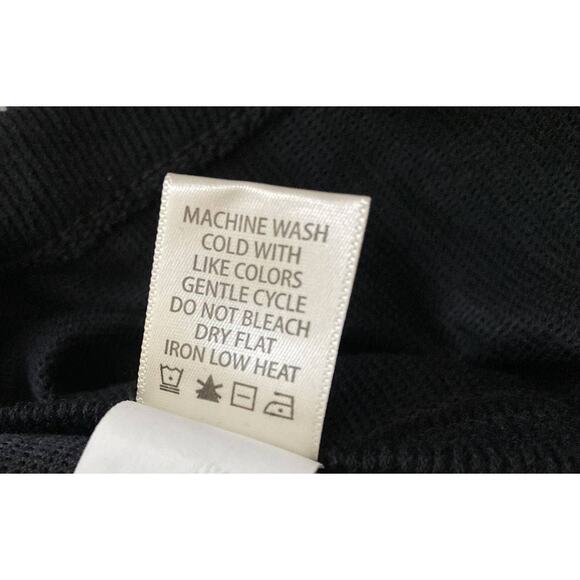 MACHINE WASH
COLD WITH
LIKE COLORS
GENTLE CYCLE
DO NOT BLEACH
DRY FLAT
IRON LOW HEAT